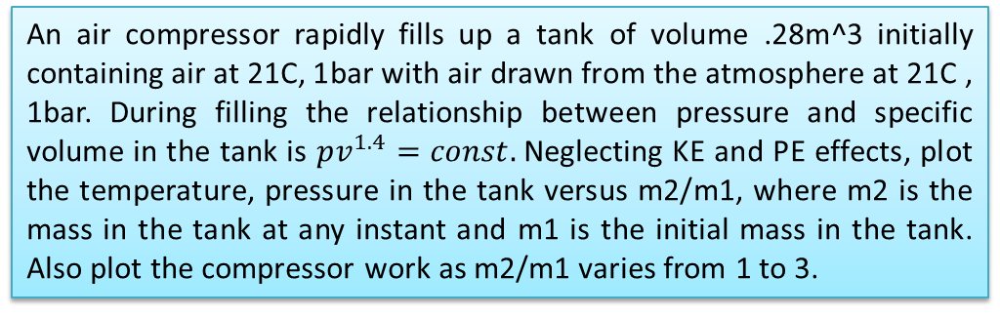 An air compressor rapidly fills up a tank of volume .28m^3 initially
containing air at 21C, 1bar with air drawn from the atmosphere at 21C ,
1bar. During filling the relationship between pressure and specific
volume in the tank is pv¹·⁴ = const. Neglecting KE and PE effects, plot
the temperature, pressure in the tank versus m2/m1, where m2 is the
mass in the tank at any instant and m1 is the initial mass in the tank.
Also plot the compressor work as m2/m1 varies from 1 to 3.